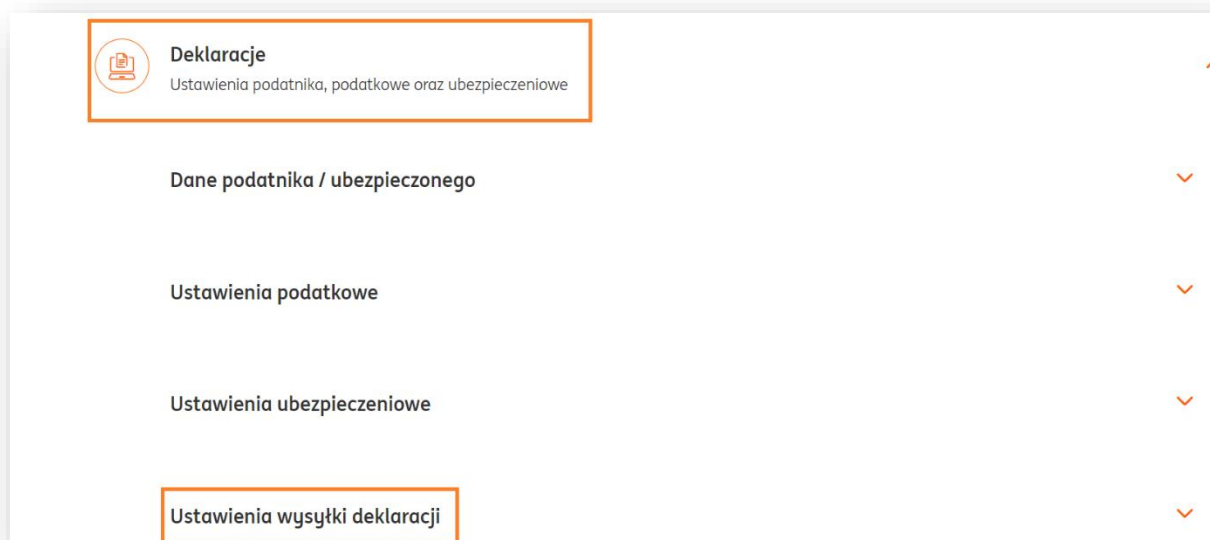 Deklaracje
Ustawienia podatnika, podatkowe oraz ubezpieczeniowe
Dane podatnika / ubezpieczonego
Ustawienia podatkowe
Ustawienia ubezpieczeniowe
Ustawienia wysyłki deklaracji